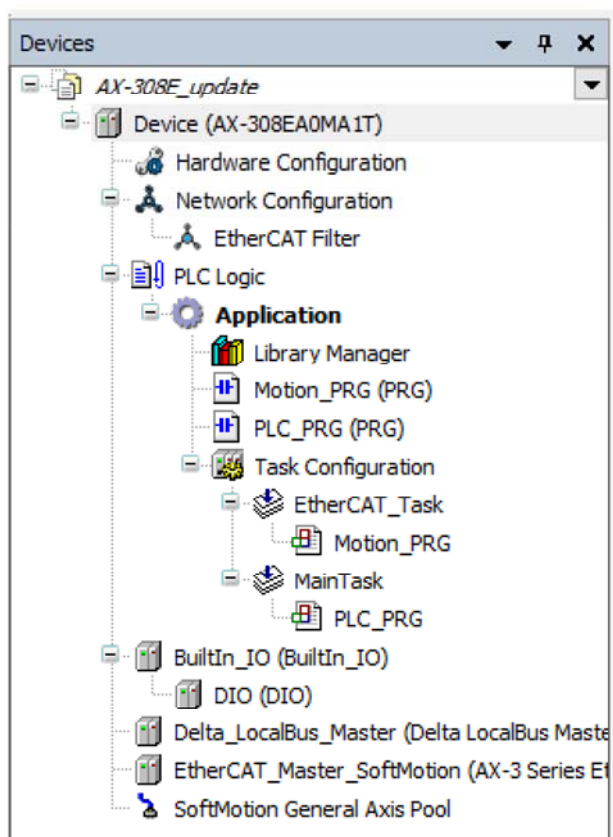 Devices
AX-308E_update
Device (AX-308EA0MA1T)
Hardware Configuration
Network Configuration
EtherCAT Filter
PLC Logic
Application
Library Manager
Motion_PRG (PRG)
PLC_PRG (PRG)
Task Configuration
EtherCAT_Task
Motion_PRG
MainTask
PLC_PRG
BuiltIn_IO (BuiltIn_IO)
DIO (DIO)
Delta_LocalBus_Master (Delta LocalBus Maste
EtherCAT_Master_SoftMotion (AX-3 Series Et
SoftMotion General Axis Pool